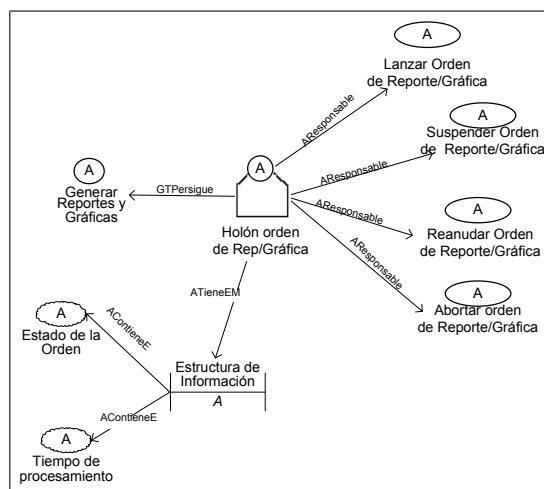 A
Lanzar Orden
de Reporte/Gráfica
AResponsable
A
Suspender Orden
de Reporte/Gráfica
AResponsable
A
Generar
Reportes y
Gráficas
GTPersigue
A
Holón orden
de Rep/Gráfica
AResponsable
A
Reanudar Orden
de Reporte/Gráfica
AResponsable
A
Abortar orden
de Reporte/Gráfica
ATieneEM
A
Estado de la
Orden
AContieneE
Estructura de
Información
A
AContieneE
A
Tiempo de
procesamiento